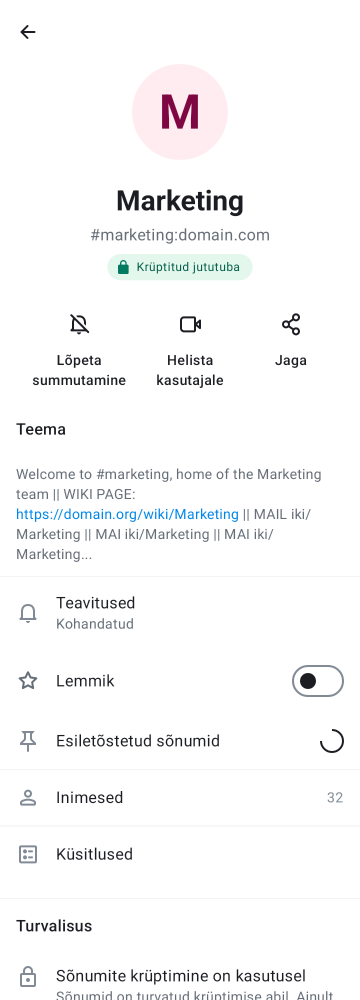 M
Marketing
#marketing:domain.com
Krüptitud jututuba
Lõpeta
summutamine
Helista
kasutajale
Jaga
Teema
Welcome to #marketing, home of the Marketing
team || WIKI PAGE:
https://domain.org/wiki/Marketing || MAIL iki/
Marketing || MAI iki/Marketing || MAI iki/
Marketing...
Teavitused
Kohandatud
Lemmik
Esiletõstetud sõnumid
Inimesed 32
Küsitlused
Turvalisus
Sõnumite krüptimine on kasutusel
Sõnumid on turvatud krüptimise abil. Ainult